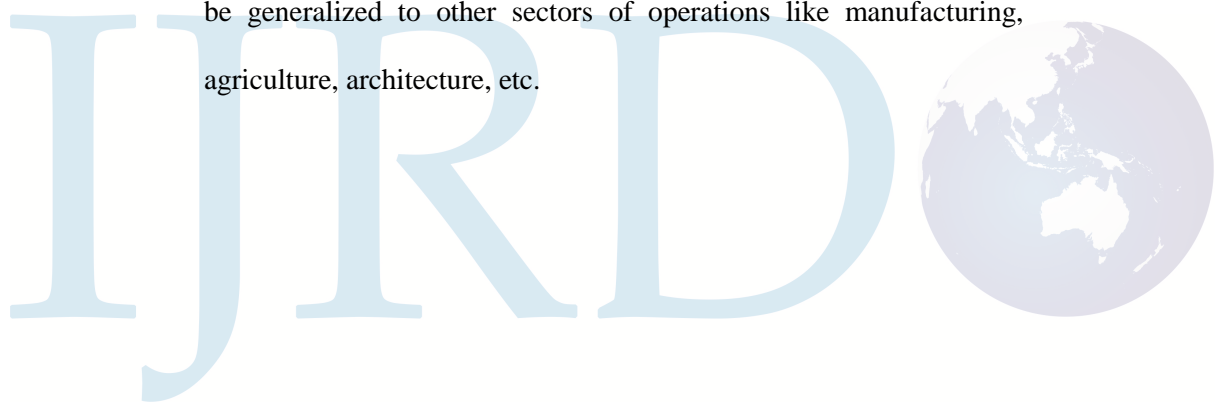 be generalized to other sectors of operations like manufacturing,
agriculture, architecture, etc.
IJRD